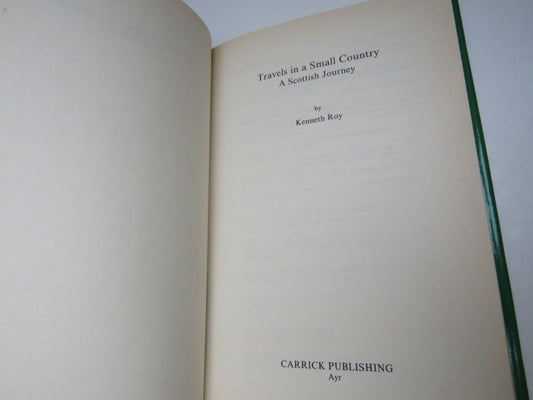 Travels in a Small Country
A Scottish Journey
by
Kenneth Roy
CARRICK PUBLISHING
Ayr